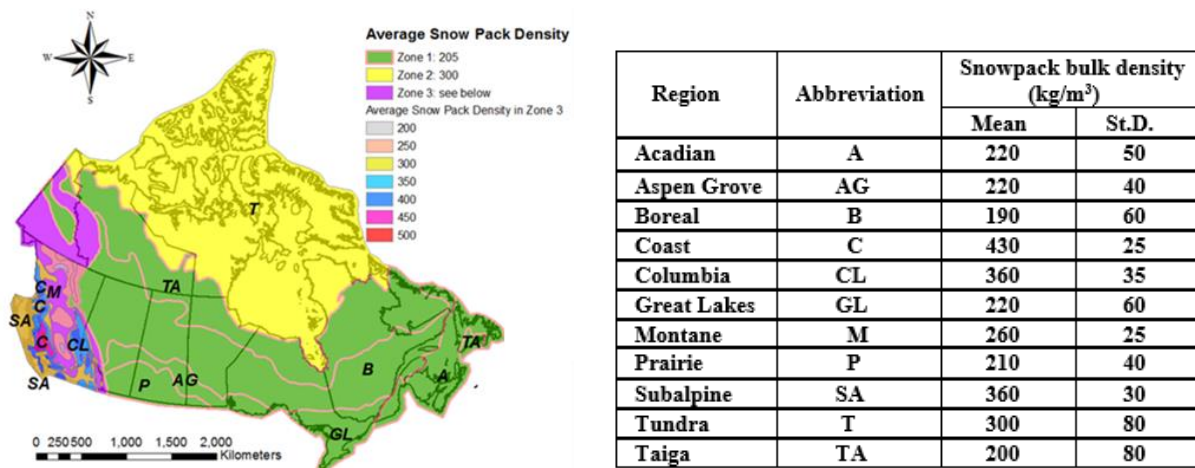 N
W
E
S
Average Snow Pack Density
Zone 1: 205
Zone 2: 300
Zone 3: see below
Average Snow Pack Density in Zone 3
200
250
300
350
400
450
500
T
TA
C M
C
SA
C
CL
SA
P
AG
B
A
TA
GL
0 250 500 1,000 1,500 2,000
Kilometers
Region Abbreviation Snowpack bulk density
(kg/m³)
Mean St.D.
Acadian A 220 50
Aspen Grove AG 220 40
Boreal B 190 60
Coast C 430 25
Columbia CL 360 35
Great Lakes GL 220 60
Montane M 260 25
Prairie P 210 40
Subalpine SA 360 30
Tundra T 300 80
Taiga TA 200 80